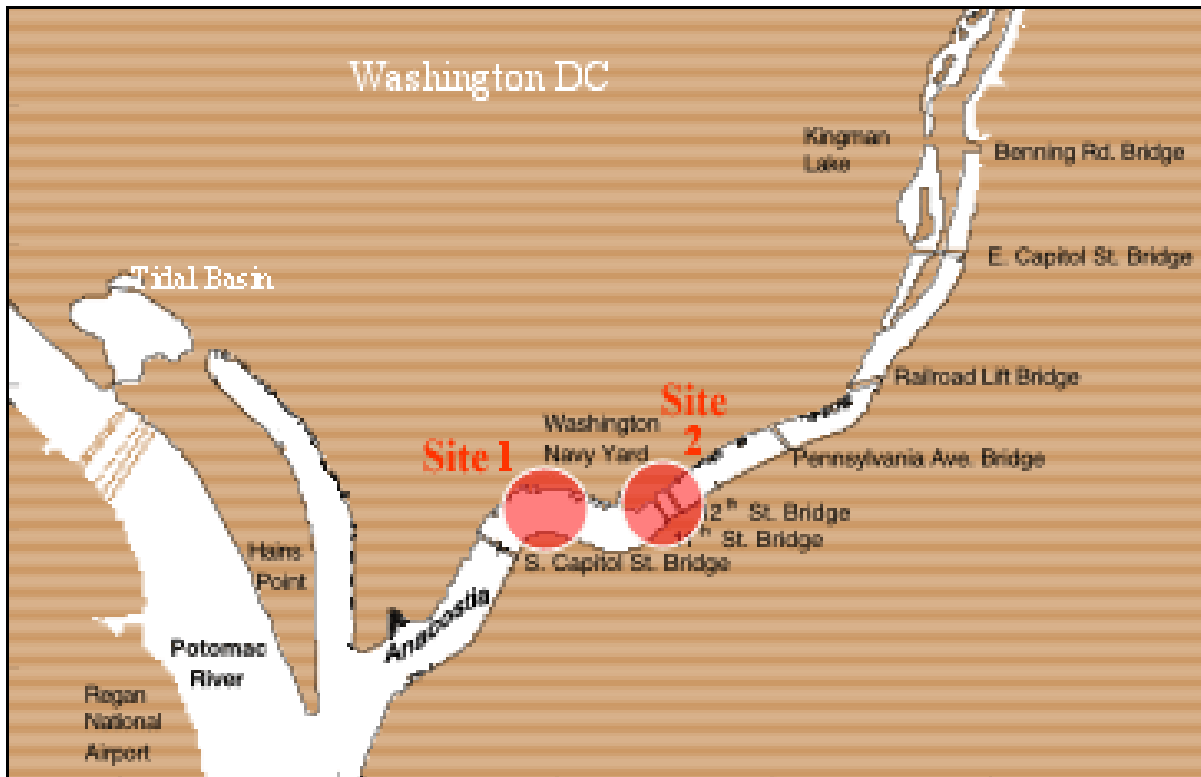 Washington DC
Kingman
Lake
Benning Rd. Bridge
E. Capitol St. Bridge
Tidal Basin
Railroad Lift Bridge
Site
2
Washington
Navy Yard
Site 1
Pennsylvania Ave. Bridge
12th St. Bridge
11th St. Bridge
S. Capitol St. Bridge
Hains
Point
Anacostia
Potomac
River
Regan
National
Airport